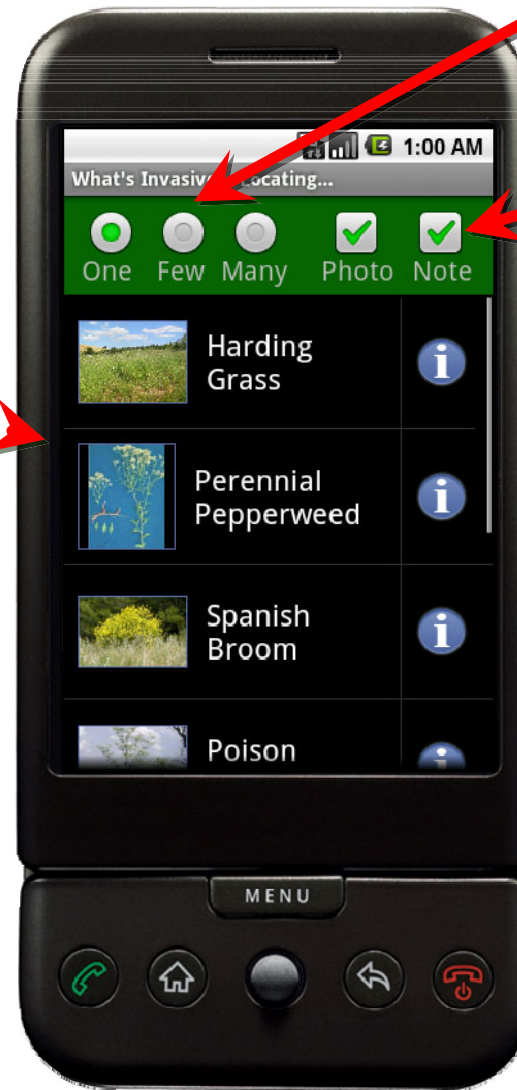 1:00 AM
What's Invasive Locating...
One Few Many Photo Note
Harding
Grass
Perennial
Pepperweed
Spanish
Broom
Poison
MENU